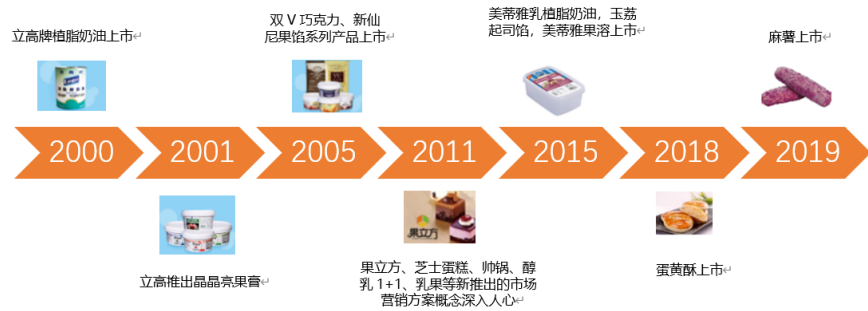 立高牌植脂奶油上市
双 V 巧克力、新仙
尼果馅系列产品上市
美蒂雅乳植脂奶油，玉荔
起司馅，美蒂雅果溶上市
麻薯上市
2000
2001
2005
2011
2015
2018
2019
果立方
立高推出晶晶亮果膏
果立方、芝士蛋糕、帅锅、醇
乳 1+1、乳果等新推出的市场
营销方案概念深入人心
蛋黄酥上市